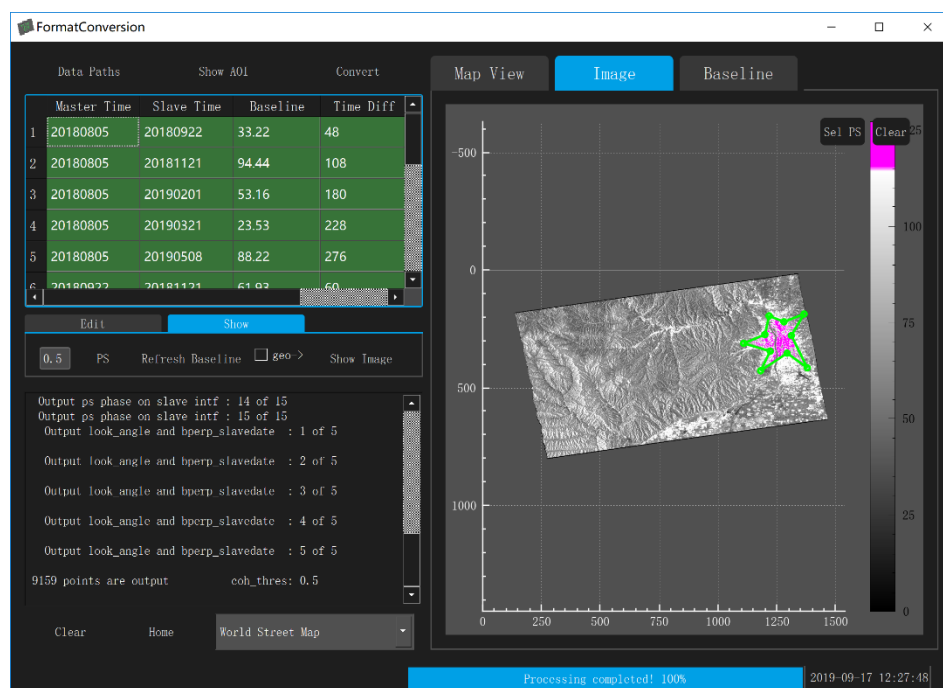 FormatConversion
Data Paths Show AOI Convert
Master Time Slave Time Baseline Time Diff
1 20180805 20180922 33.22 48
2 20180805 20181121 94.44 108
3 20180805 20190201 53.16 180
4 20180805 20190321 23.53 228
5 20180805 20190508 88.22 276
6 20180922 20181121 61.93 60
Edit Show
0.5 PS Refresh Baseline geo-> Show Image
Output ps phase on slave intf : 14 of 15
Output ps phase on slave intf : 15 of 15
Output look_angle and bperp_slavedate : 1 of 5
Output look_angle and bperp_slavedate : 2 of 5
Output look_angle and bperp_slavedate : 3 of 5
Output look_angle and bperp_slavedate : 4 of 5
Output look_angle and bperp_slavedate : 5 of 5
9159 points are output coh_thres: 0.5
Clear Home World Street Map
Map View Image Baseline
Sel PS Clear 25
-500
0
500
1000
0 250 500 750 1000 1250 1500
100
75
50
25
0
Processing completed! 100% 2019-09-17 12:27:48